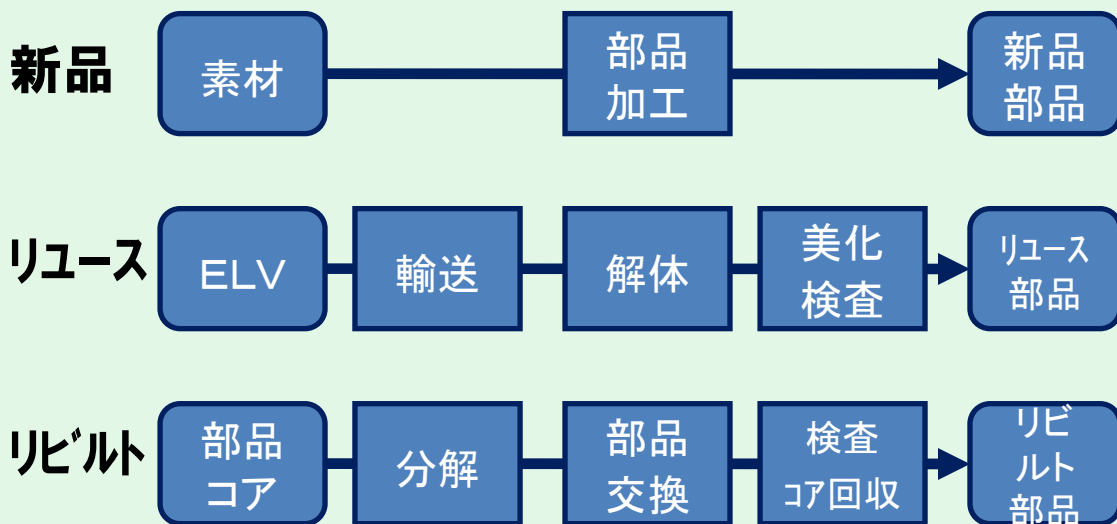 新品
素材
部品
加工
新品
部品
リユース
ELV
輸送
解体
美化
検査
リユース
部品
リビルト
部品
コア
分解
部品
交換
検査
コア回収
リビ
ルト
部品